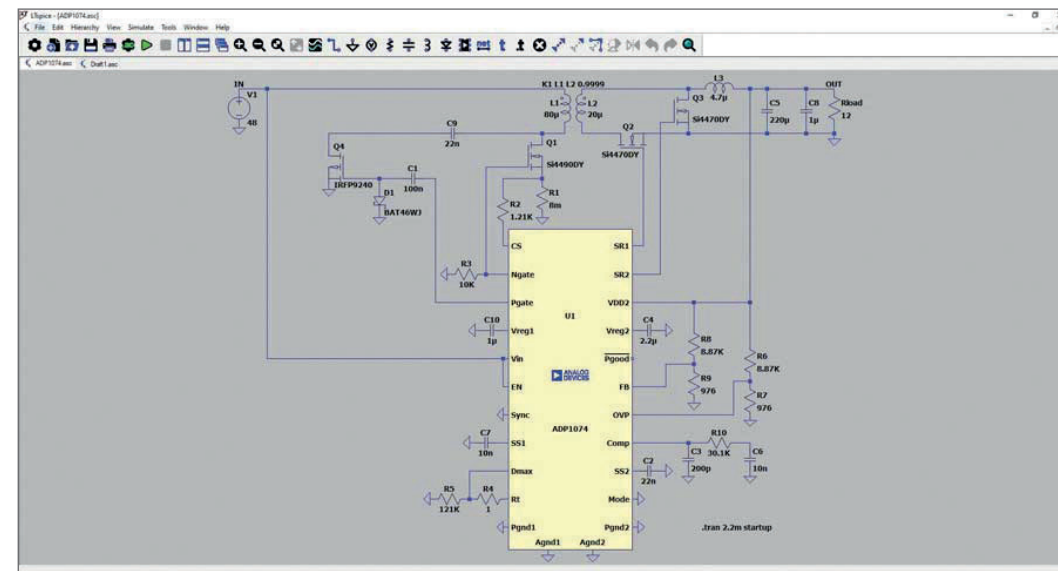 LTspice - [ADP1074.asc]
File Edit Hierarchy View Simulate Tools Window Help
ADP1074.asc Draft1.asc
IN
V1
48
K1 L1 L2 0.9999
L1
80µ
L2
20µ
L3
4.7µ
OUT
Q3
Si4470DY
C5
220µ
C8
1µ
Rload
12
C9
22n
Q1
Si4490DY
Q2
Si4470DY
Q4
IRFP9240
C1
100n
D1
BAT46WJ
R2
1.21K
R1
8m
R3
10K
C10
1µ
C7
10n
R5
121K
R4
1
CS
Ngate
Pgate
Vreg1
Vin
EN
Sync
SS1
Dmax
Rt
Pgnd1
U1
ANALOG
DEVICES
ADP1074
Agnd1 Agnd2
SR1
SR2
VDD2
Vreg2
Pgood
FB
OVP
Comp
SS2
Mode
Pgnd2
C4
2.2µ
R8
8.87K
R9
976
R6
8.87K
R7
976
R10
30.1K
C3
200p
C6
10n
C2
22n
.tran 2.2m startup